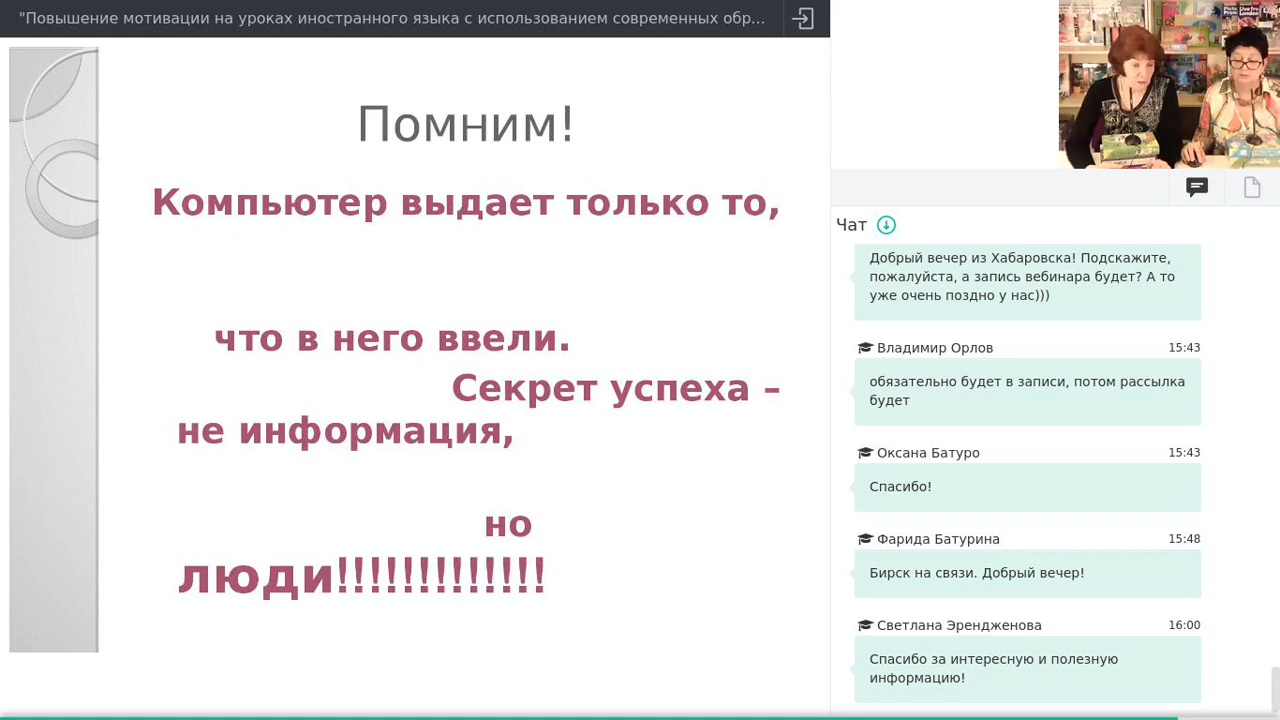 "Повышение мотивации на уроках иностранного языка с использованием современных обр...
Помним!
Компьютер выдает только то,
что в него ввели.
Секрет успеха –
не информация,
но
люди!!!!!!!!!!!!!
Чат
Добрый вечер из Хабаровска! Подскажите,
пожалуйста, а запись вебинара будет? А то
уже очень поздно у нас)))
Владимир Орлов 15:43
обязательно будет в записи, потом рассылка
будет
Оксана Батуро 15:43
Спасибо!
Фарида Батурина 15:48
Бирск на связи. Добрый вечер!
Светлана Эрендженова 16:00
Спасибо за интересную и полезную
информацию!